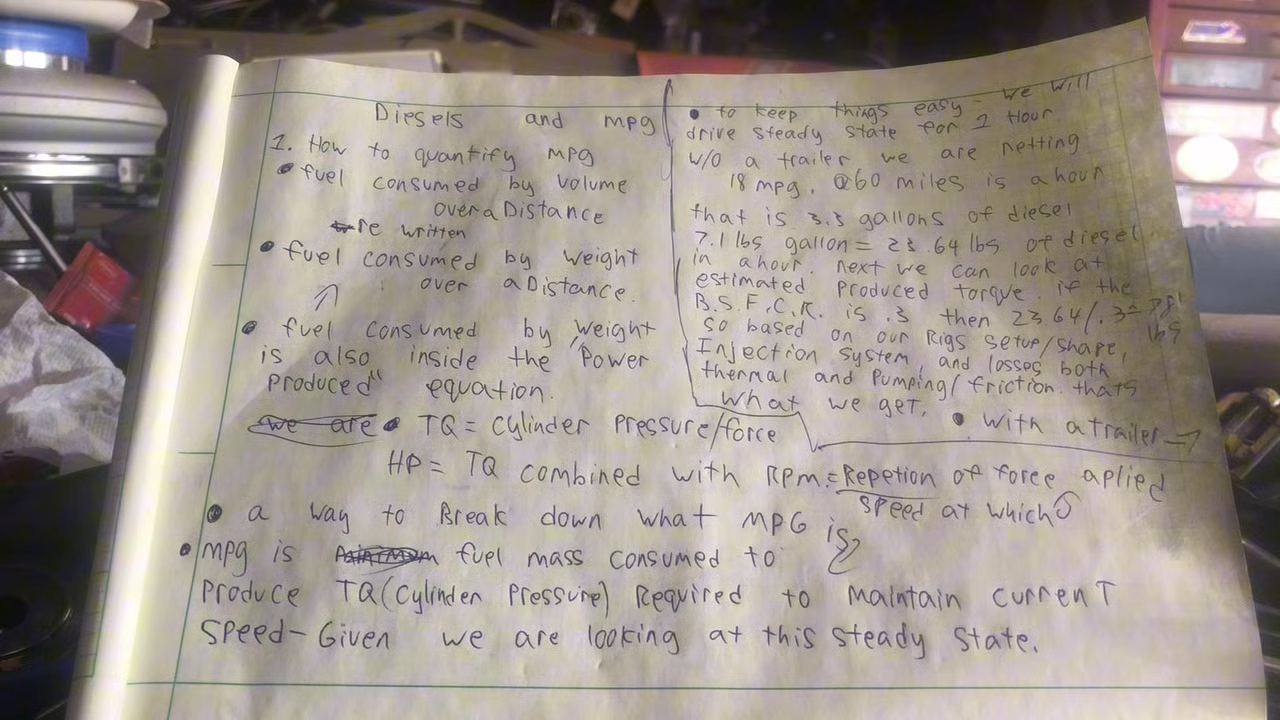 Diesels and mpg
1. How to quantify mpg
• fuel consumed by volume
over a Distance
re written
• fuel consumed by weight
over a Distance.
• fuel consumed by weight
is also inside the "Power
Produced" equation.
we are • TQ = Cylinder Pressure/force
HP = TQ combined with RPM = Repetion of force aplied
speed at which
• a way to Break down what MPG is
• mpg is fuel mass consumed to
Produce TQ (Cylinder Pressure) Required to Maintain current
Speed - Given we are looking at this steady state.
• to keep things easy - we will
drive steady state for 1 Hour
w/o a trailer we are netting
18 mpg. @60 miles is a hour
that is 3.3 gallons of diesel
7.1 lbs gallon = 23.64 lbs of diesel
in a hour. next we can look at
estimated Produced torque. if the
B.S.F.C.R. is .3 then 23.64/.3 = 78'
lbs
so based on our Rigs setup/shape,
Injection system, and losses both
thermal and Pumping/friction. thats
what we get.
• with a trailer →